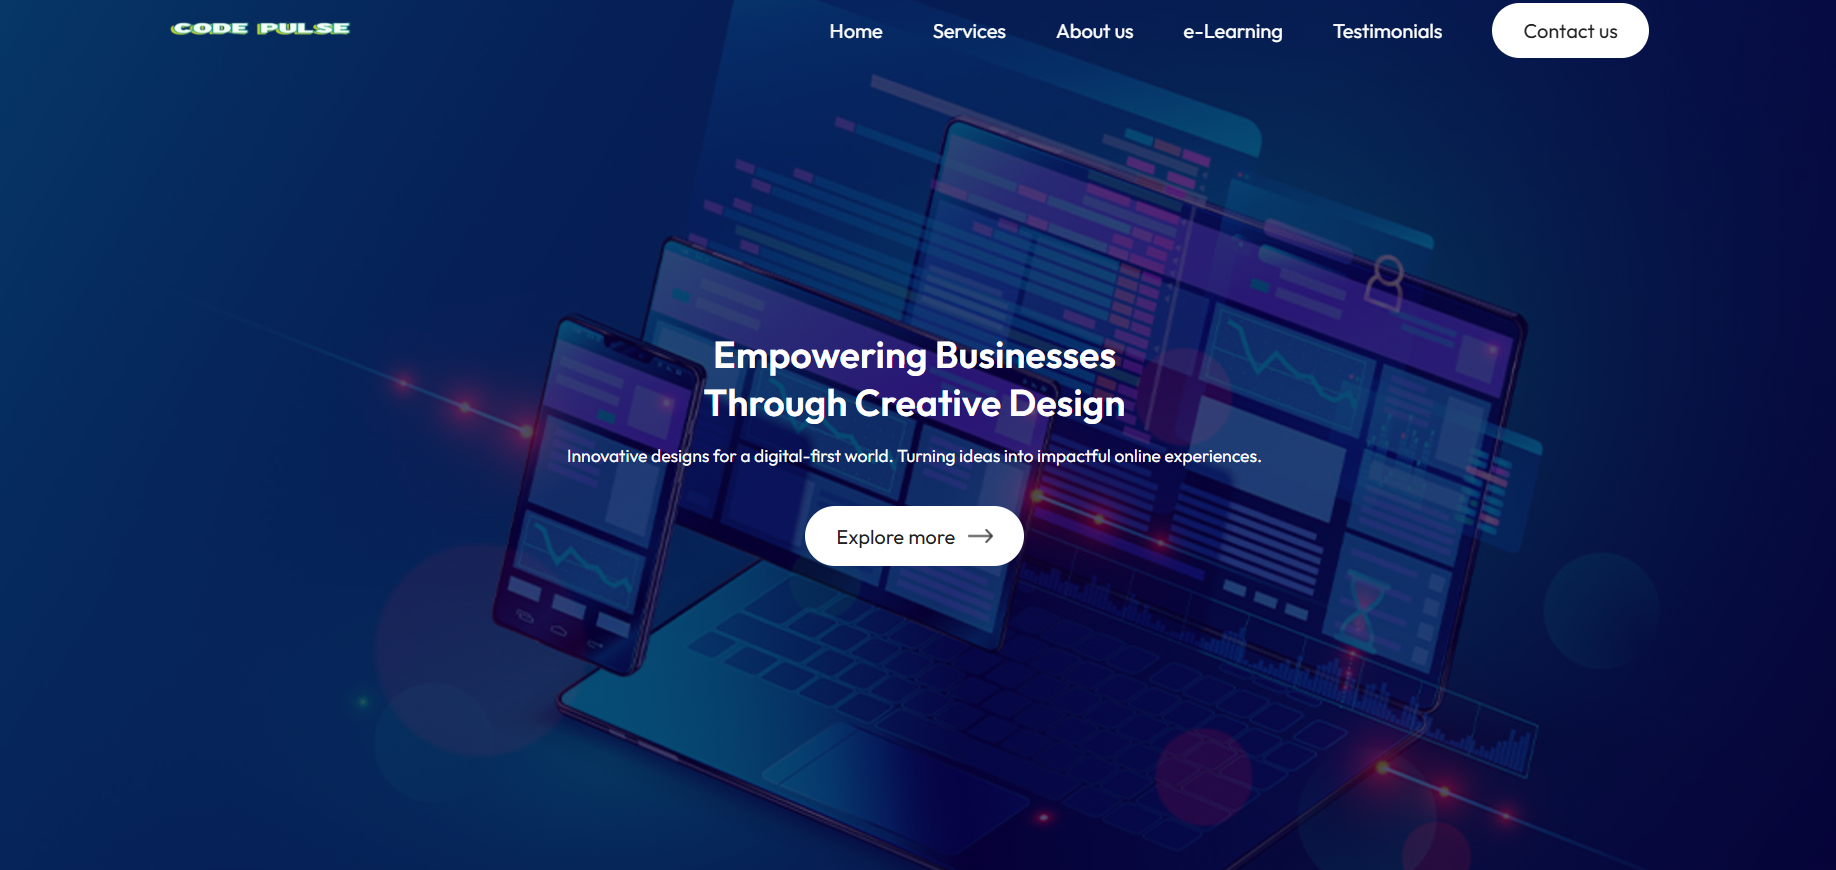 CODE PULSE
Home
Services
About us
e-Learning
Testimonials
Contact us
Empowering Businesses
Through Creative Design
Innovative designs for a digital-first world. Turning ideas into impactful online experiences.
Explore more